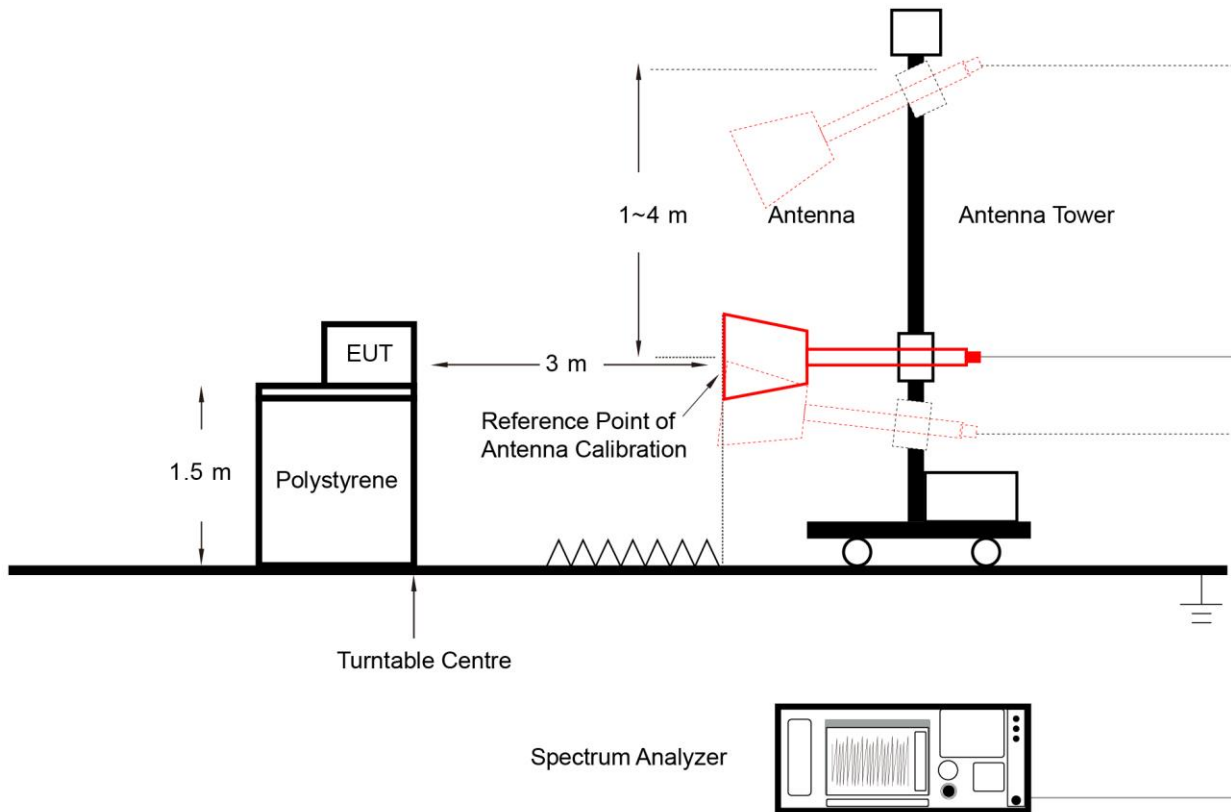 1~4 m
Antenna
Antenna Tower
EUT
3 m
Reference Point of
Antenna Calibration
1.5 m
Polystyrene
Turntable Centre
Spectrum Analyzer